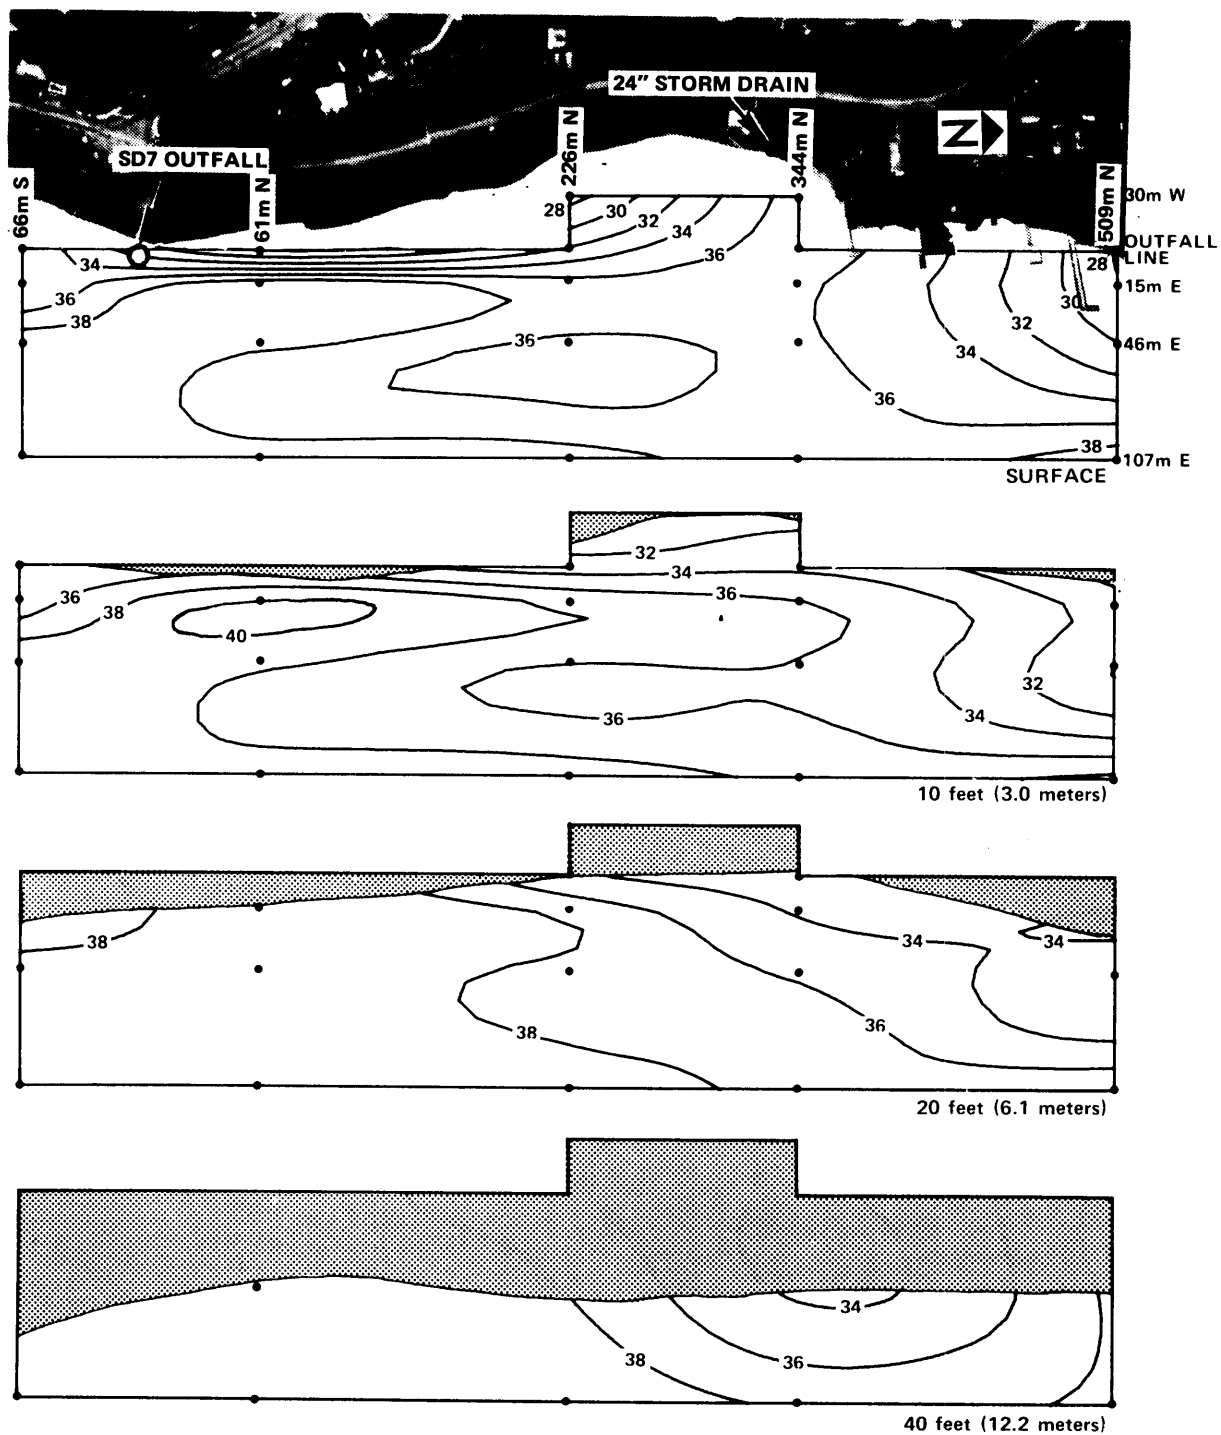 24" STORM DRAIN
SD7 OUTFALL
N
66m S
61m N
226m N
344m N
509m N
30m W
OUTFALL
LINE
15m E
46m E
107m E
28
30
32
34
36
34
36
38
36
28
30
32
34
36
38
SURFACE
32
34
36
36
38
40
36
32
34
10 feet (3.0 meters)
38
34
34
38
36
20 feet (6.1 meters)
34
38
36
40 feet (12.2 meters)